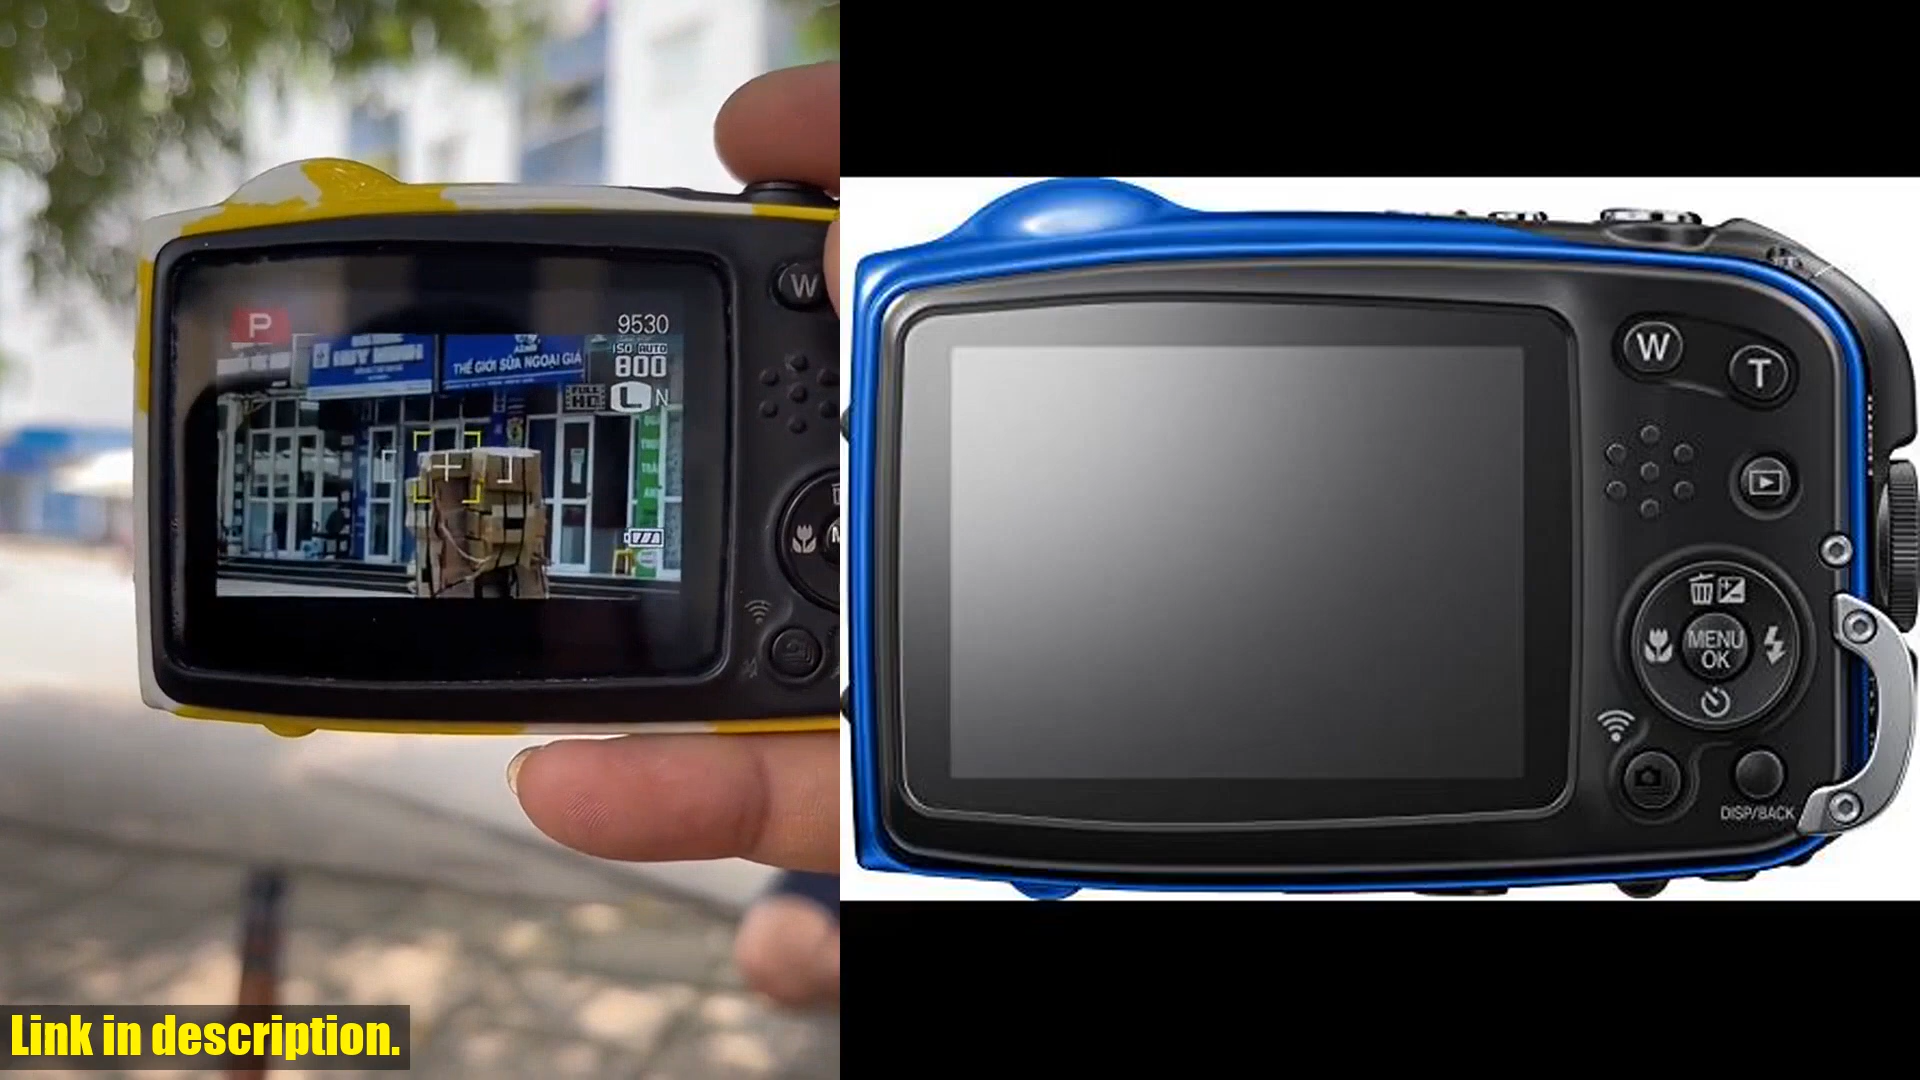 P
9530
ISO AUTO
800
FULL HD
L N
THẾ GIỚI SỮA NGOẠI GIÁ
W
W
T
MENU
OK
DISP/BACK
Link in description.